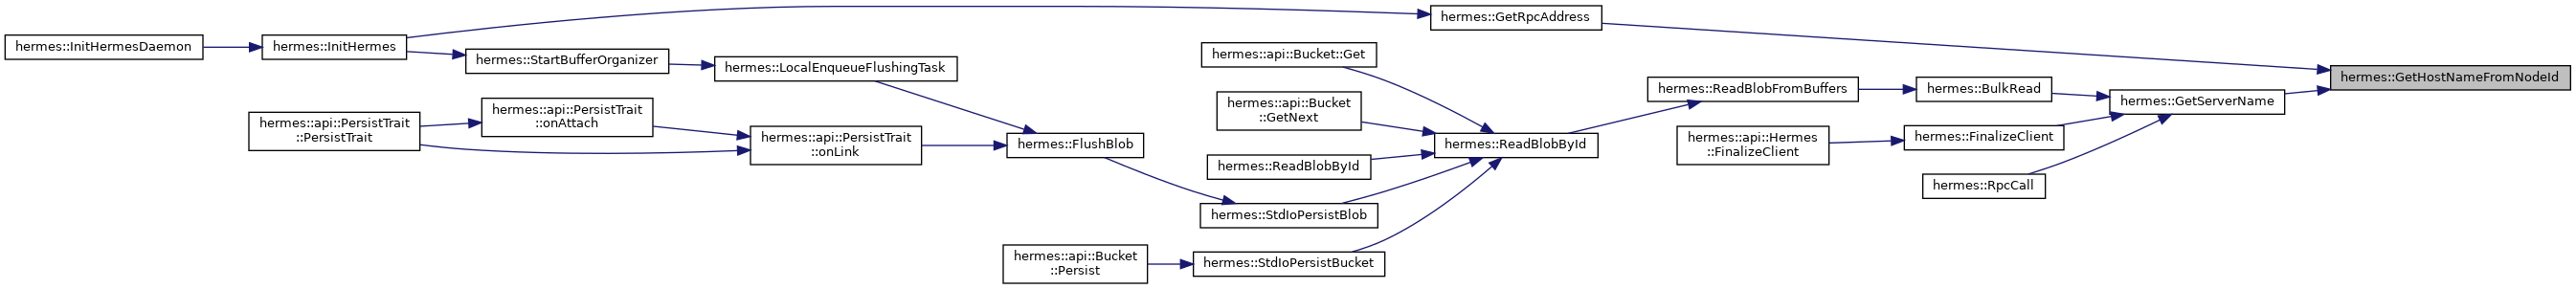 hermes::InitHermesDaemon
hermes::InitHermes
hermes::StartBufferOrganizer
hermes::LocalEnqueueFlushingTask
hermes::api::PersistTrait
::PersistTrait
hermes::api::PersistTrait
::onAttach
hermes::api::PersistTrait
::onLink
hermes::FlushBlob
hermes::GetRpcAddress
hermes::api::Bucket::Get
hermes::api::Bucket
::GetNext
hermes::ReadBlobById
hermes::StdIoPersistBlob
hermes::StdIoPersistBucket
hermes::api::Bucket
::Persist
hermes::ReadBlobById
hermes::ReadBlobFromBuffers
hermes::BulkRead
hermes::api::Hermes
::FinalizeClient
hermes::FinalizeClient
hermes::RpcCall
hermes::GetServerName
hermes::GetHostNameFromNodeId